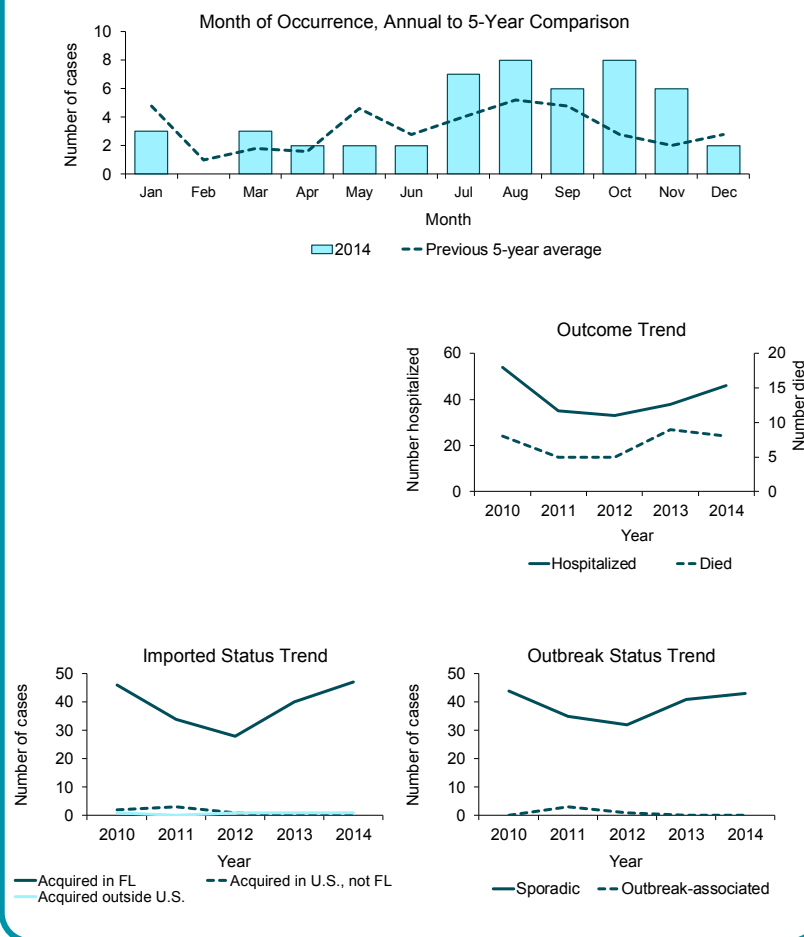 Month of Occurrence, Annual to 5-Year Comparison
Number of cases
10
8
6
4
2
0
Jan Feb Mar Apr May Jun Jul Aug Sep Oct Nov Dec
Month
2014 Previous 5-year average
Outcome Trend
Number hospitalized
60
40
20
0
20
15
10
5
0
Number died
2010 2011 2012 2013 2014
Year
Hospitalized Died
Imported Status Trend
Number of cases
50
40
30
20
10
0
2010 2011 2012 2013 2014
Year
Acquired in FL Acquired in U.S., not FL
Acquired outside U.S.
Outbreak Status Trend
Number of cases
50
40
30
20
10
0
2010 2011 2012 2013 2014
Year
Sporadic Outbreak-associated